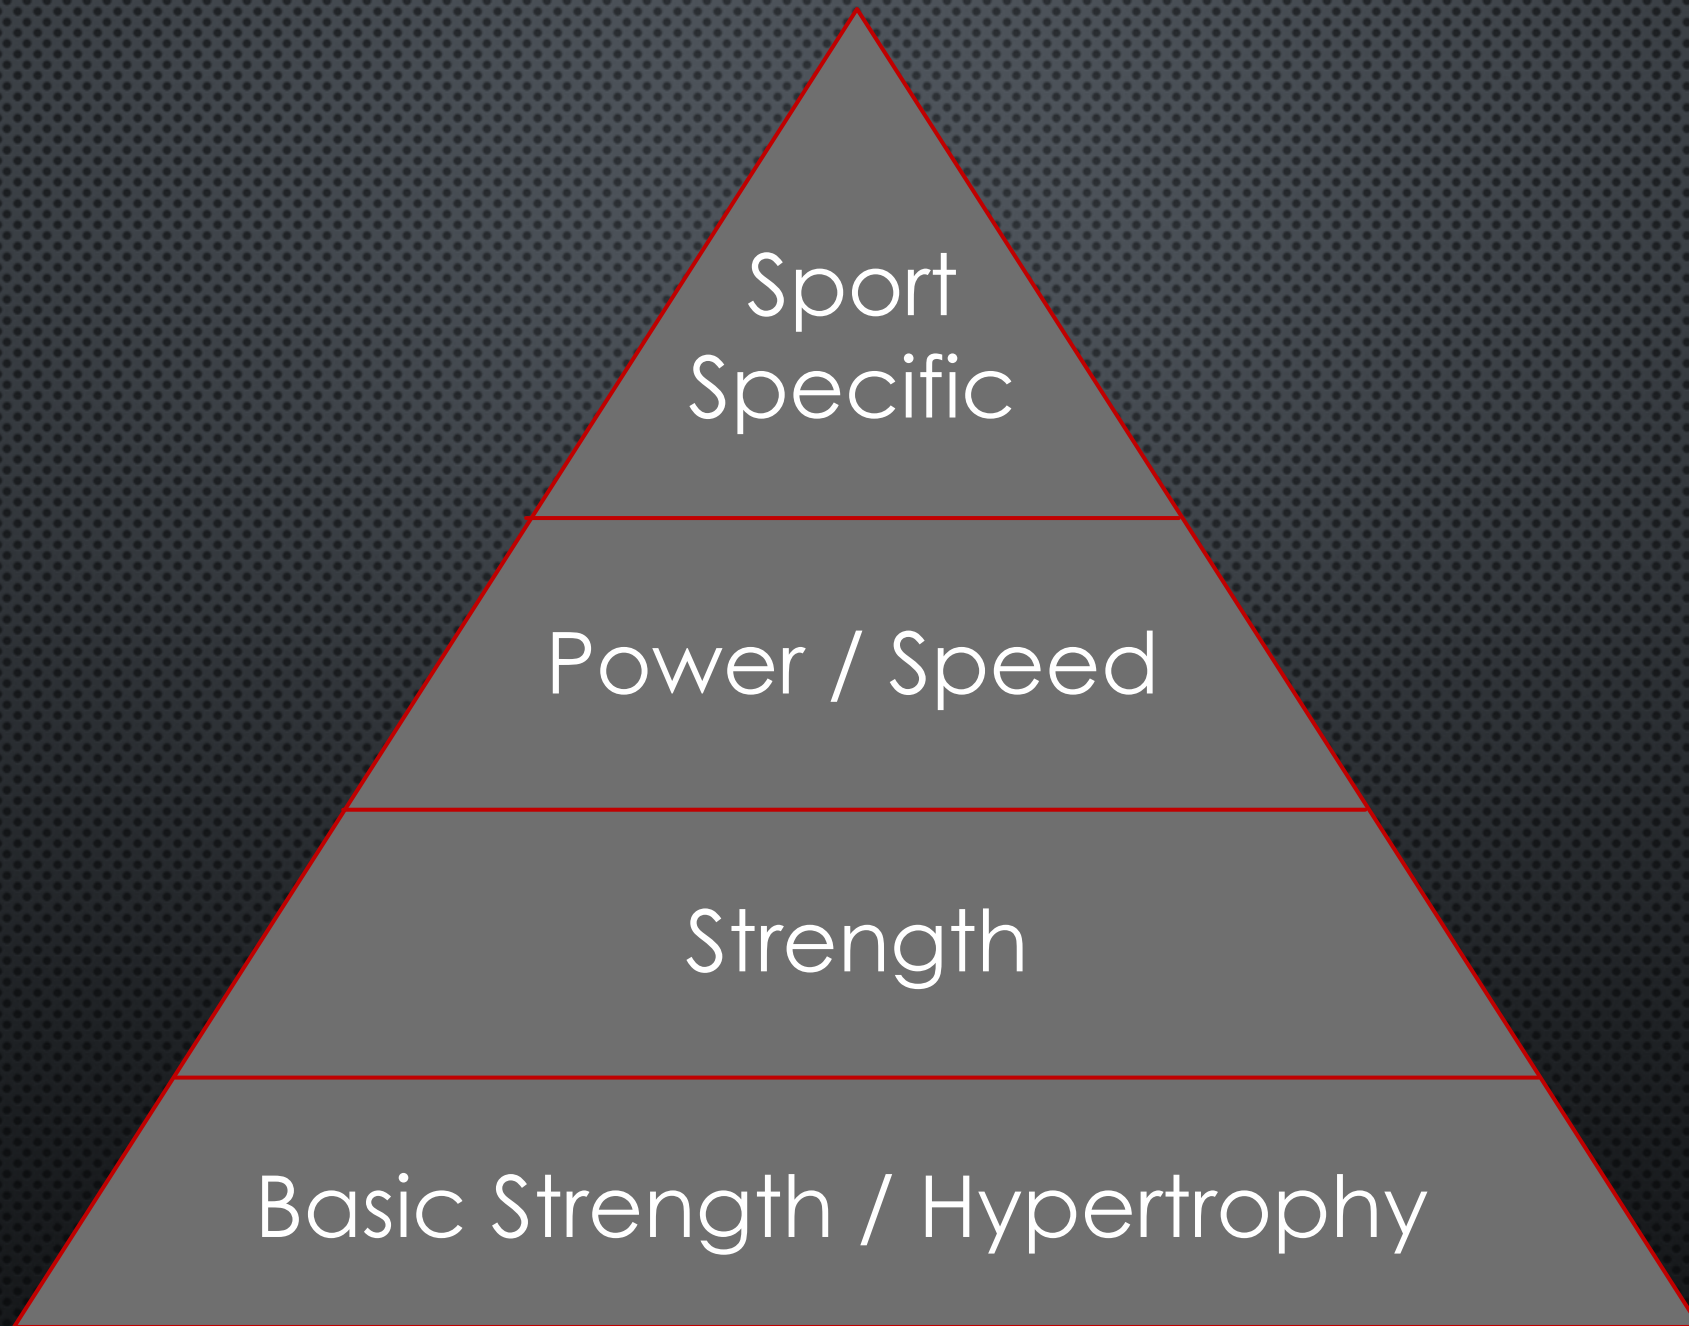 Sport
Specific
Power / Speed
Strength
Basic Strength / Hypertrophy